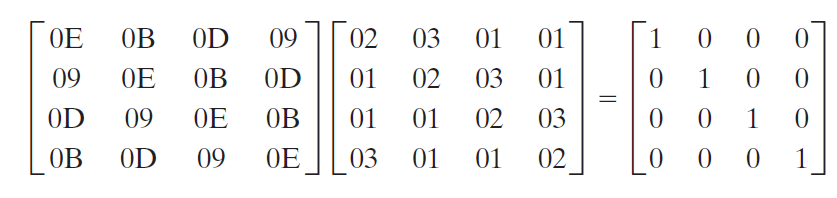 0E 0B 0D 09 02 03 01 01 1 0 0 0
09 0E 0B 0D 01 02 03 01 0 1 0 0
=
0D 09 0E 0B 01 01 02 03 0 0 1 0
0B 0D 09 0E 03 01 01 02 0 0 0 1